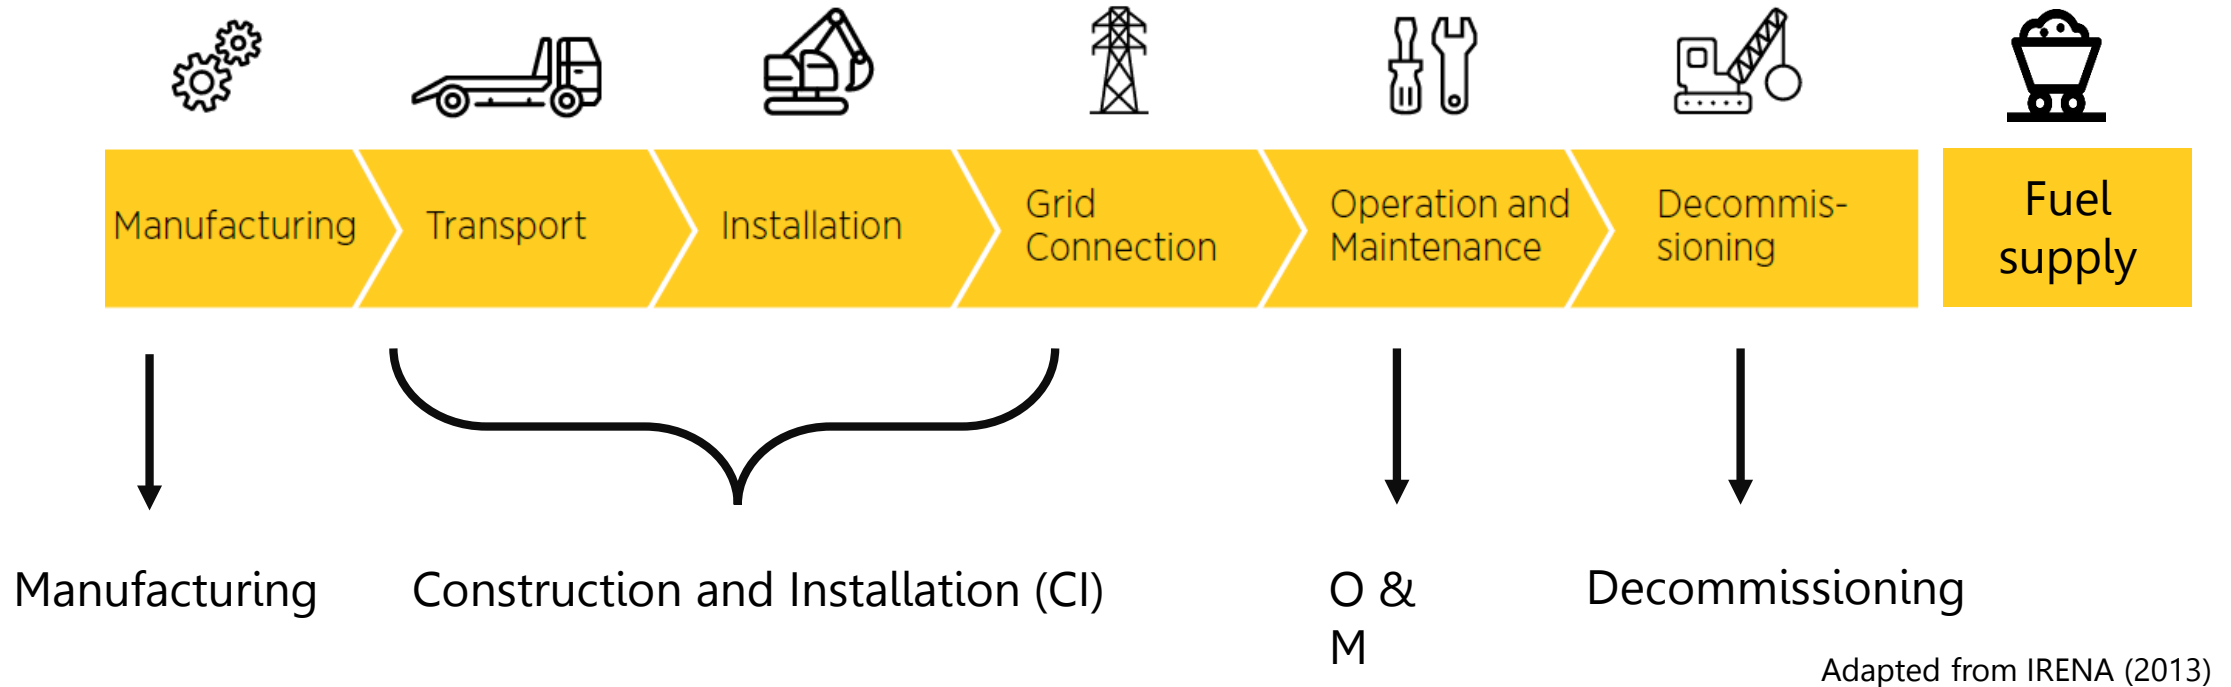 Manufacturing
Transport
Installation
Grid
Connection
Operation and
Maintenance
Decommis-
sioning
Fuel
supply
Manufacturing
Construction and Installation (CI)
O &
M
Decommissioning
Adapted from IRENA (2013)